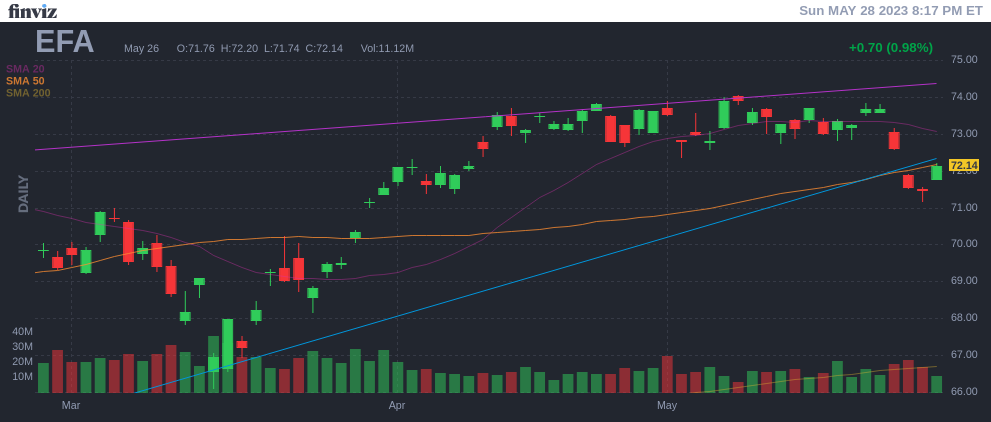 finviz
Sun MAY 28 2023 8:17 PM ET
EFA
May 26 O:71.76 H:72.20 L:71.74 C:72.14 Vol:11.12M
+0.70 (0.98%)
SMA 20
SMA 50
SMA 200
DAILY
75.00
74.00
73.00
72.14
72.00
71.00
70.00
69.00
68.00
67.00
66.00
40M
30M
20M
10M
Mar
Apr
May